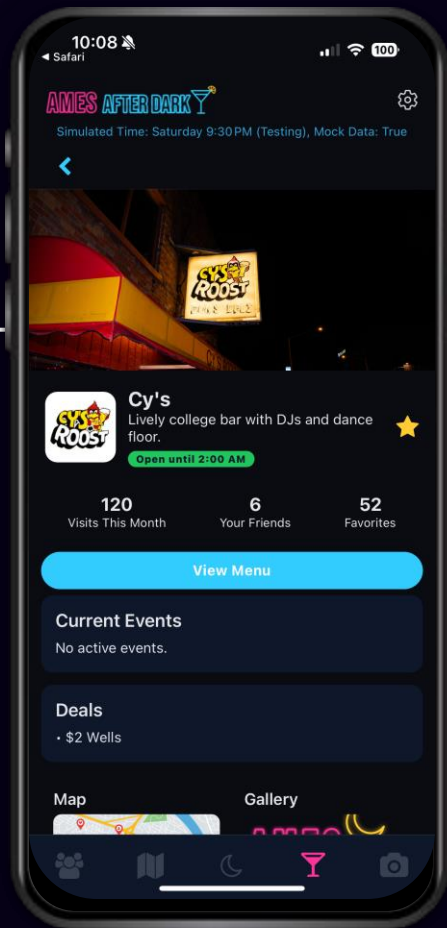 10:08
Safari
100
AMES AFTER DARK
Simulated Time: Saturday 9:30 PM (Testing), Mock Data: True
CY'S
ROOST
CY'S
ROOST
Cy's
Lively college bar with DJs and dance
floor.
Open until 2:00 AM
120
6
52
Visits This Month
Your Friends
Favorites
View Menu
Current Events
No active events.
Deals
• $2 Wells
Map
Gallery